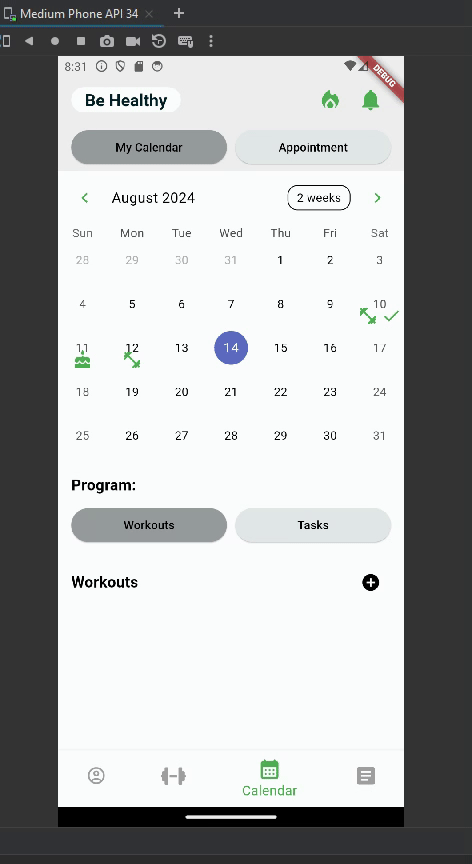 Medium Phone API 34
8:31
DEBUG
Be Healthy
My Calendar Appointment
August 2024 2 weeks
Sun Mon Tue Wed Thu Fri Sat
28 29 30 31 1 2 3
4 5 6 7 8 9 10
11 12 13 14 15 16 17
18 19 20 21 22 23 24
25 26 27 28 29 30 31
Program:
Workouts Tasks
Workouts
Calendar